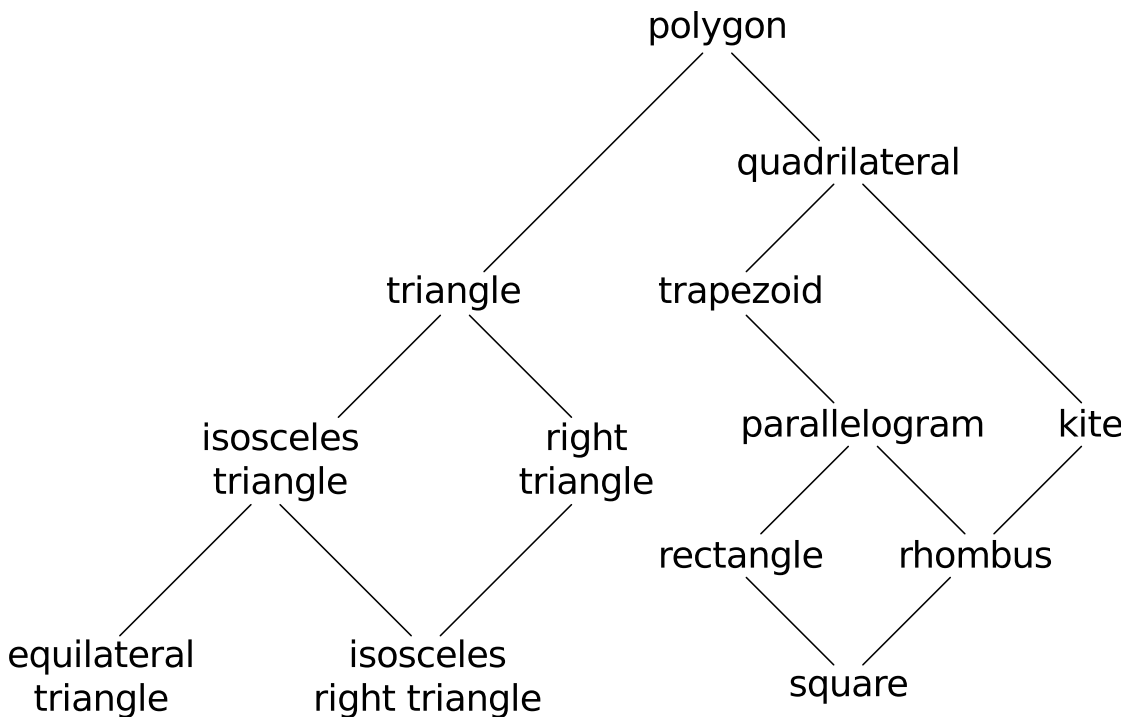 polygon
quadrilateral
triangle
trapezoid
parallelogram
kite
isosceles
triangle
right
triangle
rectangle
rhombus
equilateral
triangle
isosceles
right triangle
square